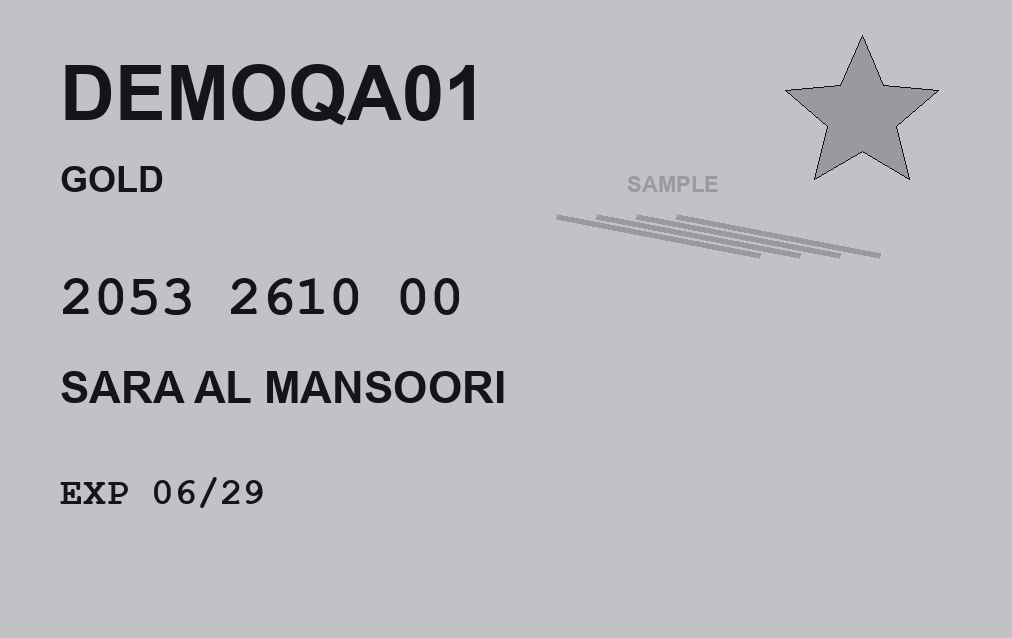 DEMOQA01
GOLD
SAMPLE
2053 2610 00
SARA AL MANSOORI
EXP 06/29